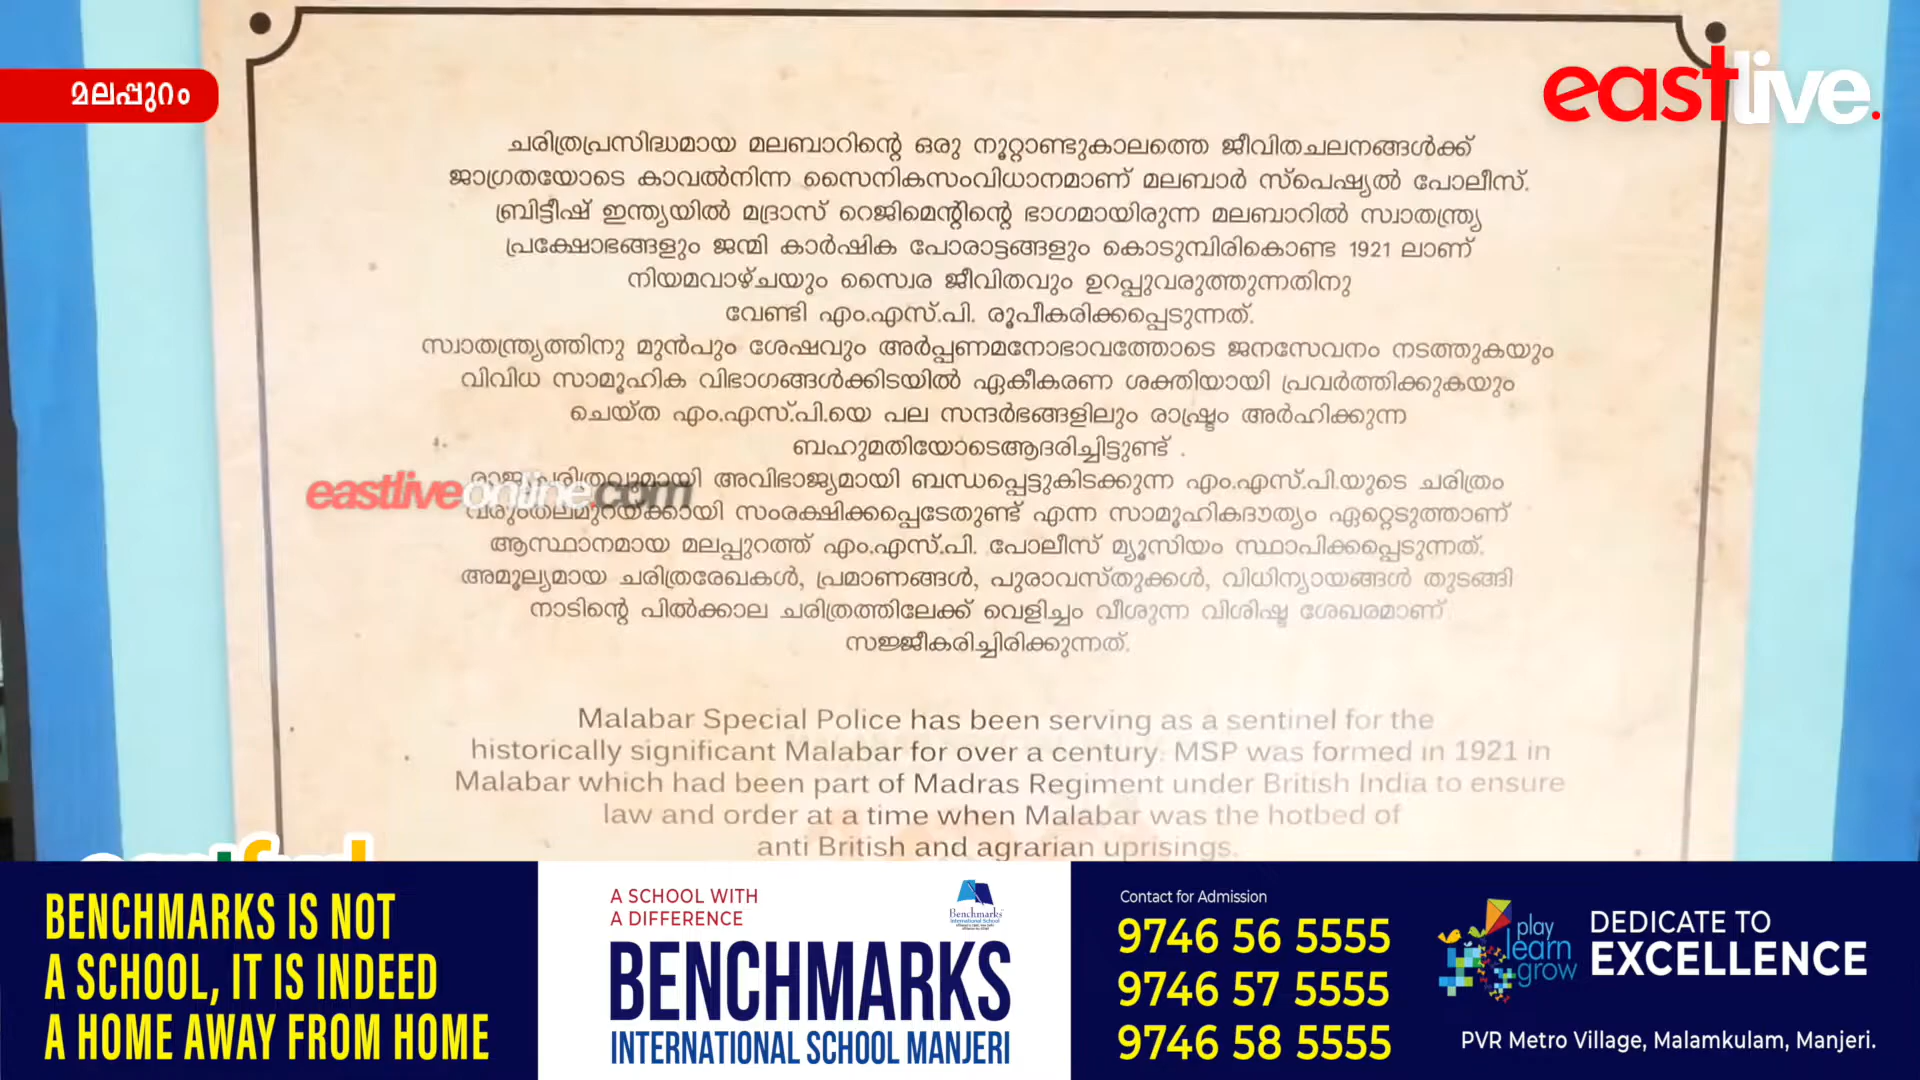 മലപ്പുറം
eastlive.
ചരിത്രപ്രസിദ്ധമായ മലബാറിന്റെ ഒരു നൂറ്റാണ്ടുകാലത്തെ ജീവിതചലനങ്ങൾക്ക്
ജാഗ്രതയോടെ കാവൽനിന്ന സൈനികസംവിധാനമാണ് മലബാർ സ്പെഷ്യൽ പോലീസ്.
ബ്രിട്ടീഷ് ഇന്ത്യയിൽ മദ്രാസ് റെജിമെന്റിന്റെ ഭാഗമായിരുന്ന മലബാറിൽ സ്വാതന്ത്ര്യ
പ്രക്ഷോഭങ്ങളും ജന്മി കാർഷിക പോരാട്ടങ്ങളും കൊടുമ്പിരികൊണ്ട 1921 ലാണ്
നിയമവാഴ്ചയും സ്വൈര ജീവിതവും ഉറപ്പുവരുത്തുന്നതിനു
വേണ്ടി എം.എസ്.പി. രൂപീകരിക്കപ്പെടുന്നത്.
സ്വാതന്ത്ര്യത്തിനു മുൻപും ശേഷവും അർപ്പണമനോഭാവത്തോടെ ജനസേവനം നടത്തുകയും
വിവിധ സാമൂഹിക വിഭാഗങ്ങൾക്കിടയിൽ ഏകീകരണ ശക്തിയായി പ്രവർത്തിക്കുകയും
ചെയ്ത എം.എസ്.പി.യെ പല സന്ദർഭങ്ങളിലും രാഷ്ട്രം അർഹിക്കുന്ന
ബഹുമതിയോടെആദരിച്ചിട്ടുണ്ട് .
അവിഭാജ്യമായി ബന്ധപ്പെട്ടുകിടക്കുന്ന എം.എസ്.പി.യുടെ ചരിത്രം
eastliveonline.com
വരുംതലമുറയ്ക്കായി സംരക്ഷിക്കപ്പെടേതുണ്ട് എന്ന സാമൂഹികദൗത്യം ഏറ്റെടുത്താണ്
ആസ്ഥാനമായ മലപ്പുറത്ത് എം.എസ്.പി. പോലീസ് മ്യൂസിയം സ്ഥാപിക്കപ്പെടുന്നത്.
അമൂല്യമായ ചരിത്രരേഖകൾ, പ്രമാണങ്ങൾ, പുരാവസ്തുക്കൾ, വിധിന്യായങ്ങൾ തുടങ്ങി
നാടിന്റെ പിൽക്കാല ചരിത്രത്തിലേക്ക് വെളിച്ചം വീശുന്ന വിശിഷ്ട ശേഖരമാണ്
സജ്ജീകരിച്ചിരിക്കുന്നത്.
Malabar Special Police has been serving as a sentinel for the
historically significant Malabar for over a century. MSP was formed in 1921 in
Malabar which had been part of Madras Regiment under British India to ensure
law and order at a time when Malabar was the hotbed of
anti British and agrarian uprisings.
BENCHMARKS IS NOT
A SCHOOL, IT IS INDEED
A HOME AWAY FROM HOME
A SCHOOL WITH
A DIFFERENCE
Benchmarks
International School
BENCHMARKS
INTERNATIONAL SCHOOL MANJERI
Contact for Admission
9746 56 5555
9746 57 5555
9746 58 5555
play
learn
grow
DEDICATE TO
EXCELLENCE
PVR Metro Village, Malamkulam, Manjeri.